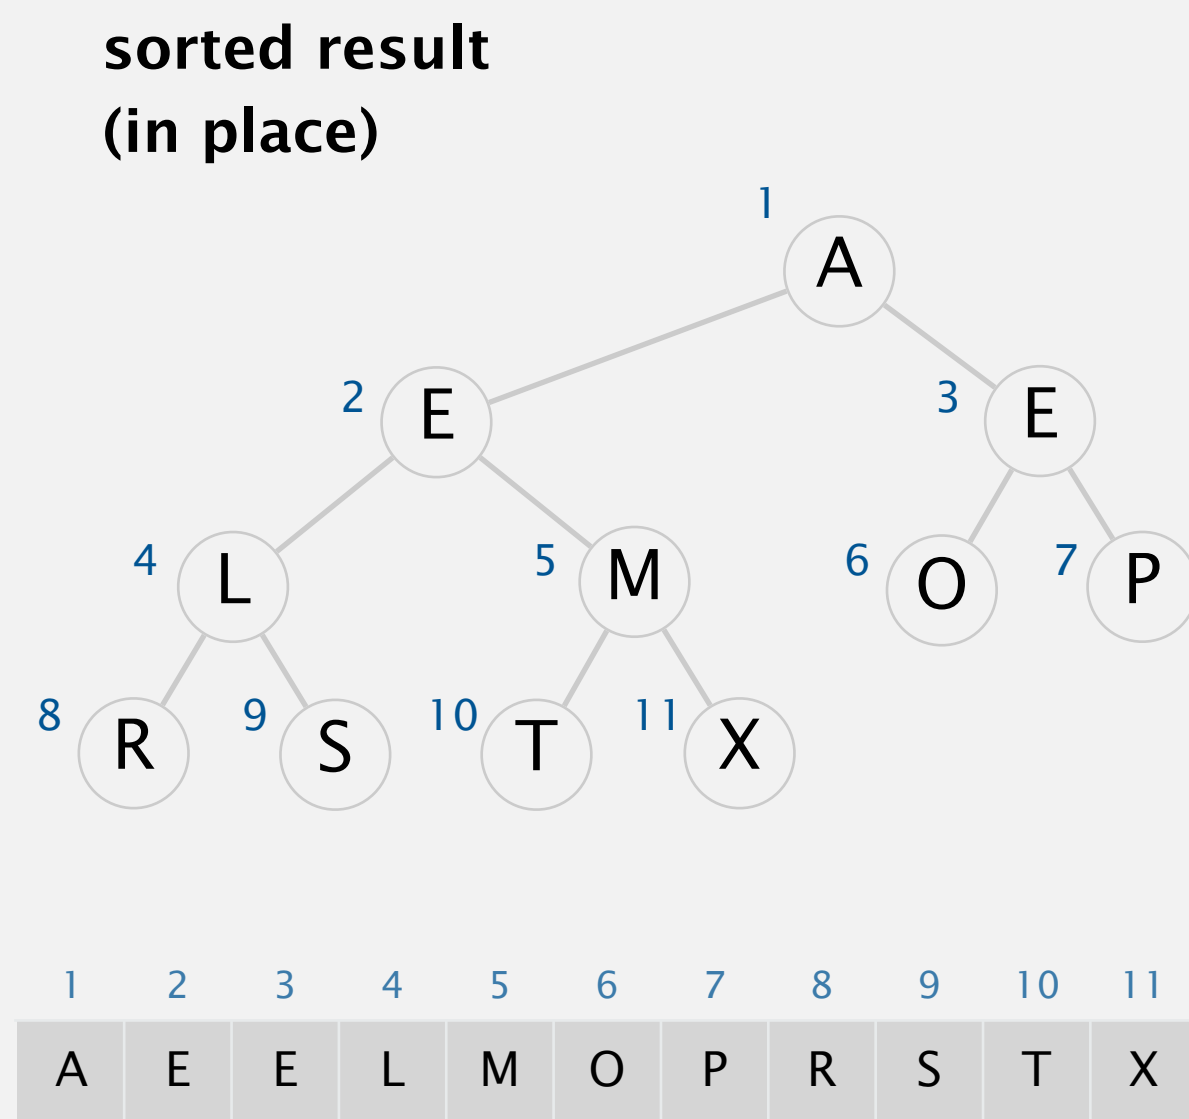 sorted result
(in place)
1
A
2 E 3 E
4 L 5 M 6 O 7 P
8 R 9 S 10 T 11 X
1 2 3 4 5 6 7 8 9 10 11
A E E L M O P R S T X